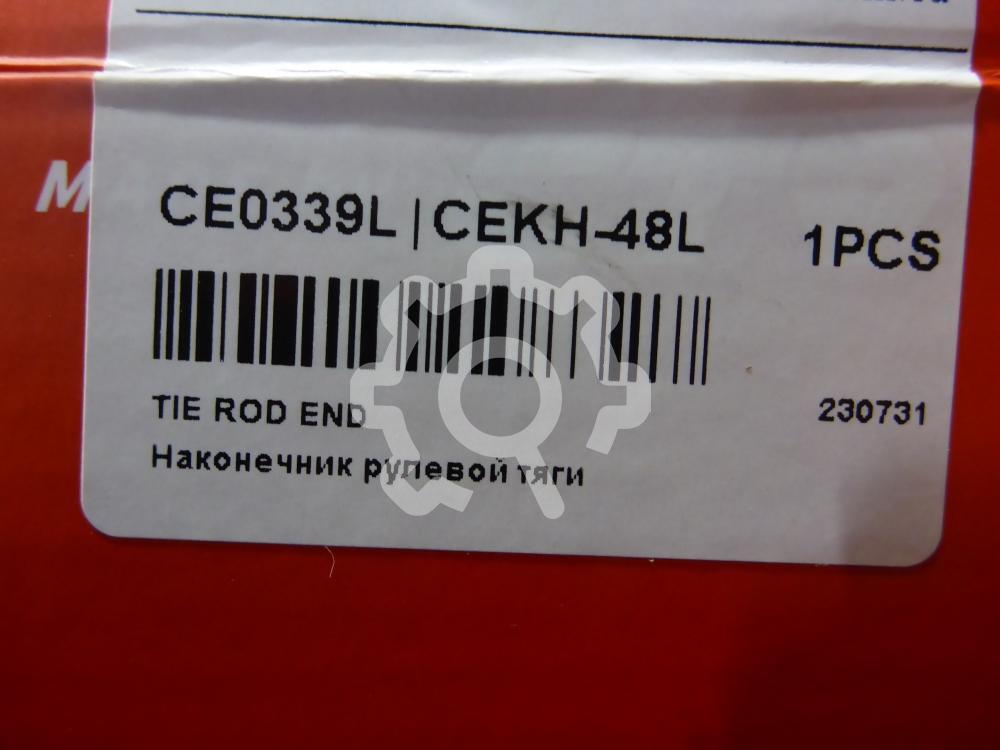 M
CE0339L | CEKH-48L
1PCS
TIE ROD END
230731
Наконечник рулевой тяги